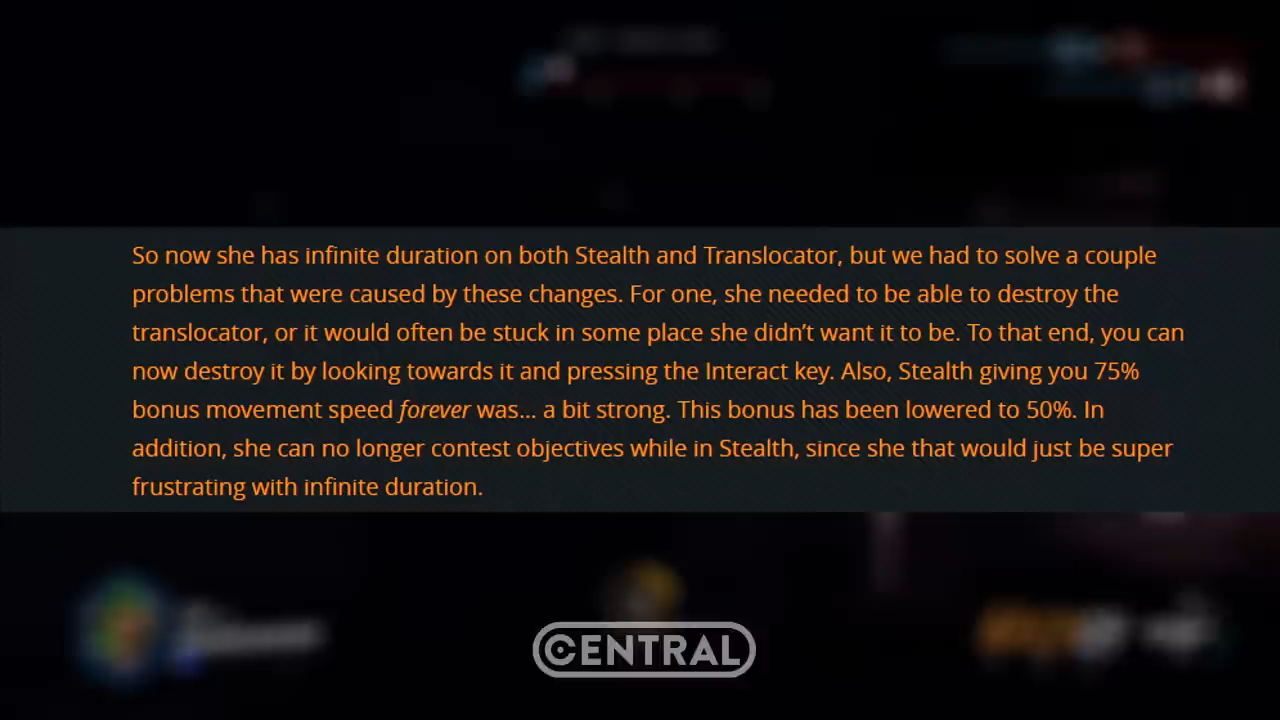 So now she has infinite duration on both Stealth and Translocator, but we had to solve a couple
problems that were caused by these changes. For one, she needed to be able to destroy the
translocator, or it would often be stuck in some place she didn’t want it to be. To that end, you can
now destroy it by looking towards it and pressing the Interact key. Also, Stealth giving you 75%
bonus movement speed forever was... a bit strong. This bonus has been lowered to 50%. In
addition, she can no longer contest objectives while in Stealth, since she that would just be super
frustrating with infinite duration.
CENTRAL